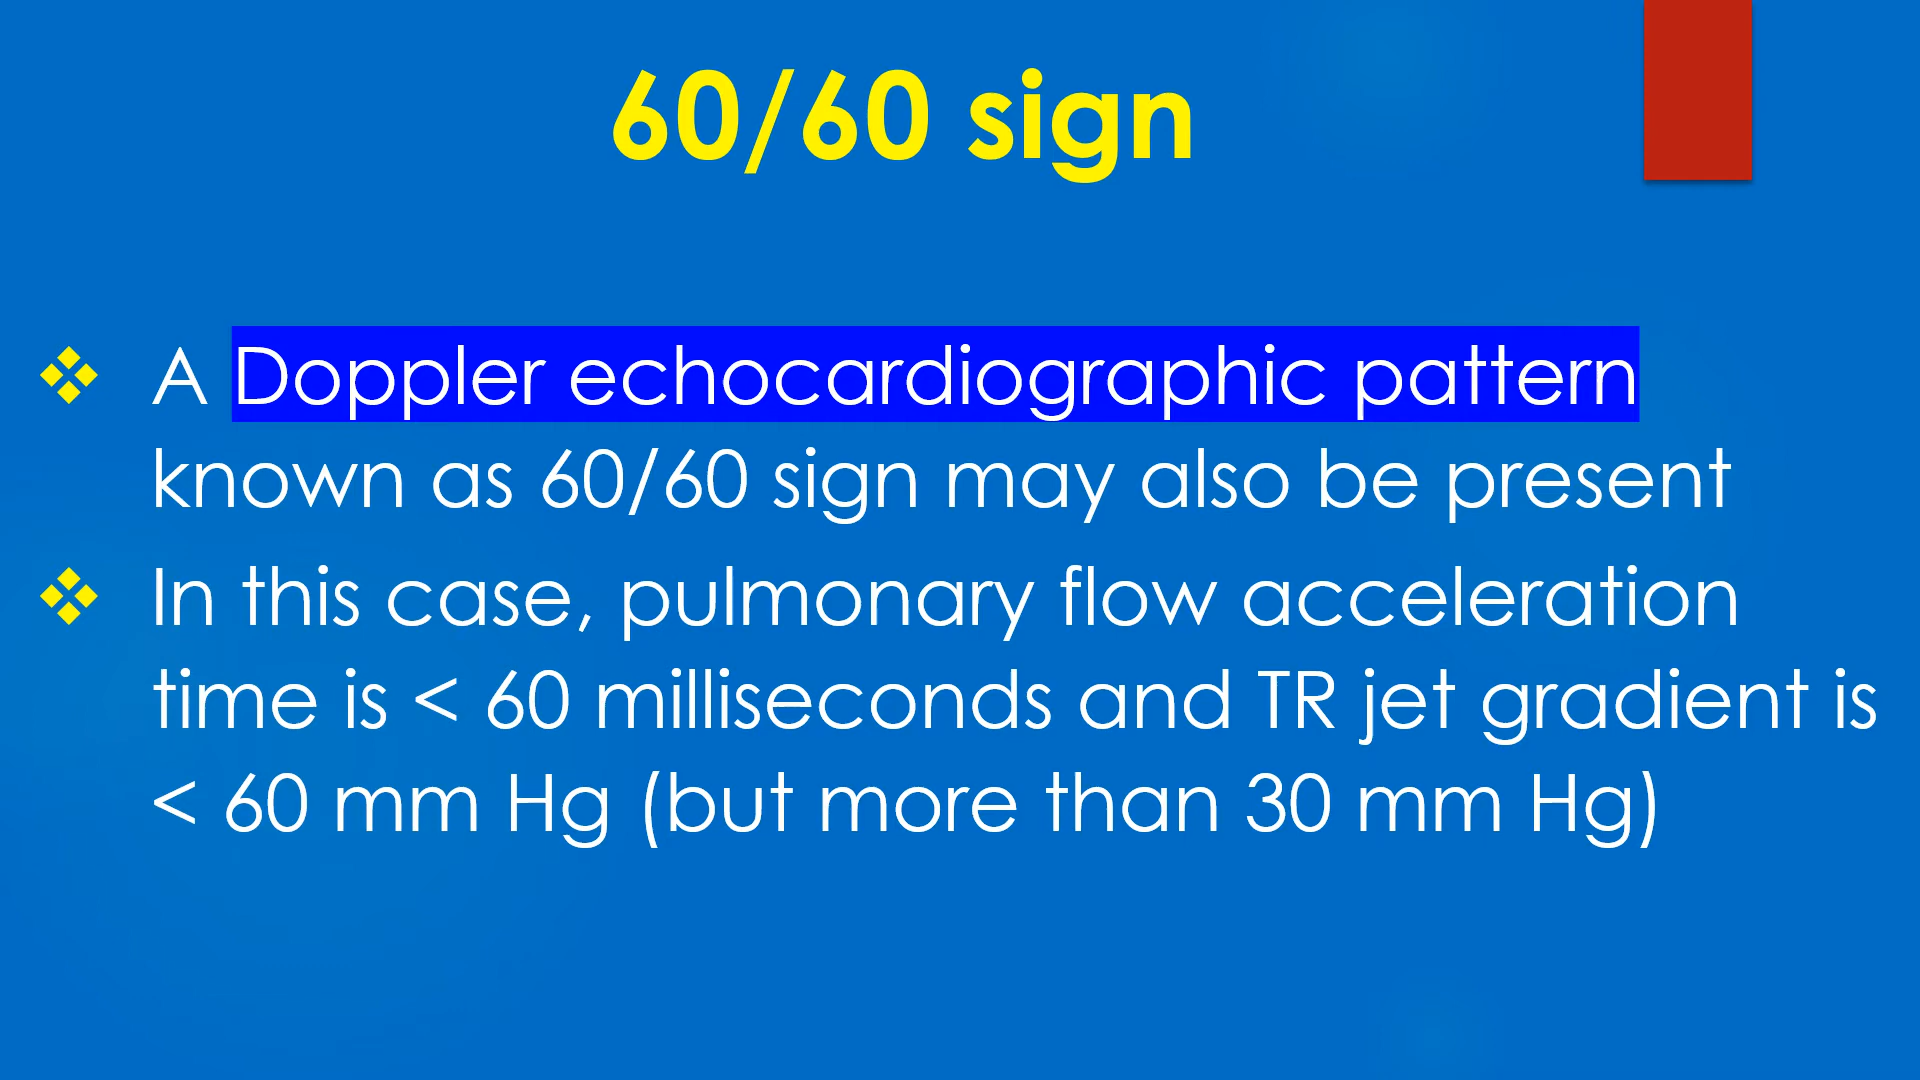 60/60 sign
A Doppler echocardiographic pattern
known as 60/60 sign may also be present
In this case, pulmonary flow acceleration
time is < 60 milliseconds and TR jet gradient is
< 60 mm Hg (but more than 30 mm Hg)